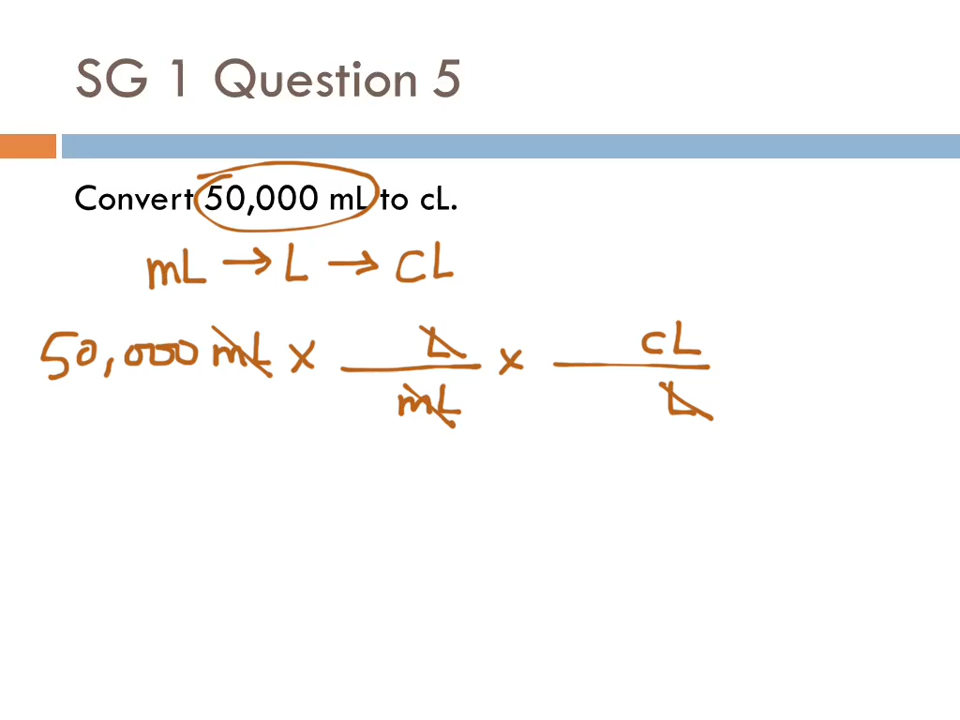 SG 1 Question 5
Convert 50,000 mL to cL.
mL → L → cL
50,000 mL x L x cL
mL L